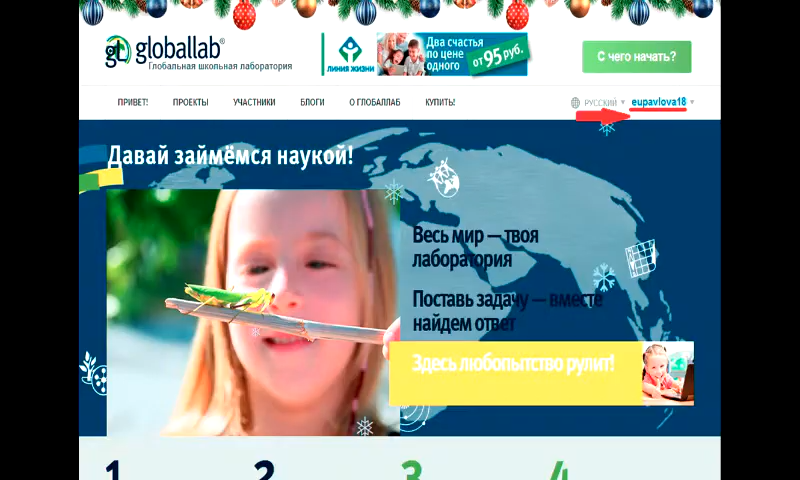 globallab®
Глобальная школьная лаборатория
ЛИНИЯ ЖИЗНИ
Два счастья
по цене
одного
от 95 руб.
С чего начать?
ПРИВЕТ!
ПРОЕКТЫ
УЧАСТНИКИ
БЛОГИ
О ГЛОБАЛЛАБ
КУПИТЬ!
РУССКИЙ
eupavlova18
Давай займёмся наукой!
Весь мир — твоя
лаборатория
Поставь задачу — вместе
найдем ответ
Здесь любопытство рулит!
1
2
3
4